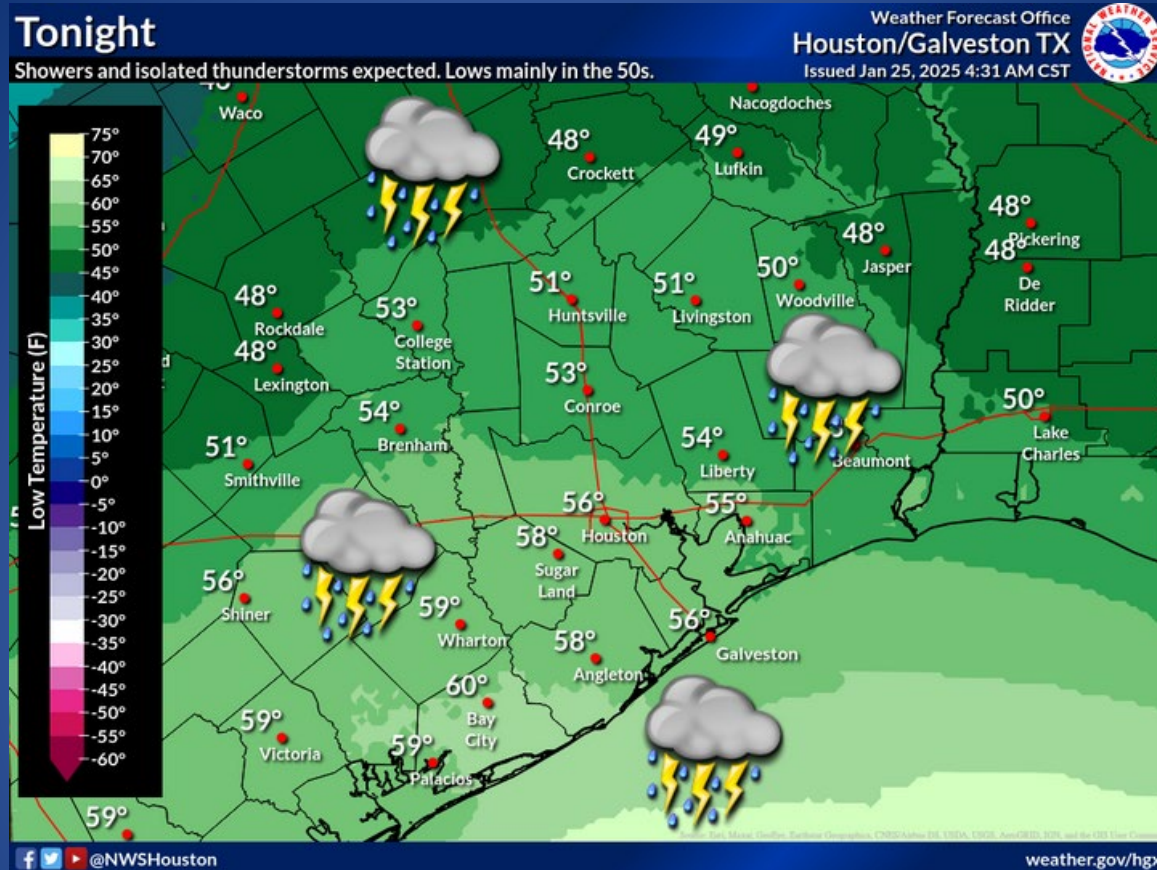 Tonight
Showers and isolated thunderstorms expected. Lows mainly in the 50s.
Weather Forecast Office
Houston/Galveston TX
Issued Jan 25, 2025 4:31 AM CST
NATIONAL WEATHER SERVICE
Low Temperature (F)
75°
70°
65°
60°
55°
50°
45°
40°
35°
30°
25°
20°
15°
10°
5°
0°
-5°
-10°
-15°
-20°
-25°
-30°
-35°
-40°
-45°
-50°
-55°
-60°
Waco
Nacogdoches
48°
Crockett
49°
Lufkin
48°
Pickering
48°
De
Ridder
48°
Jasper
50°
Woodville
51°
Huntsville
51°
Livingston
48°
Rockdale
53°
College
Station
48°
Lexington
53°
Conroe
54°
Brenham
50°
Lake
Charles
51°
Smithville
54°
Liberty
Beaumont
56°
Houston
55°
Anahuac
58°
Sugar
Land
56°
Shiner
59°
Wharton
56°
Galveston
58°
Angleton
60°
Bay
City
59°
Victoria
59°
Palacios
59°
@NWSHouston
weather.gov/hgx